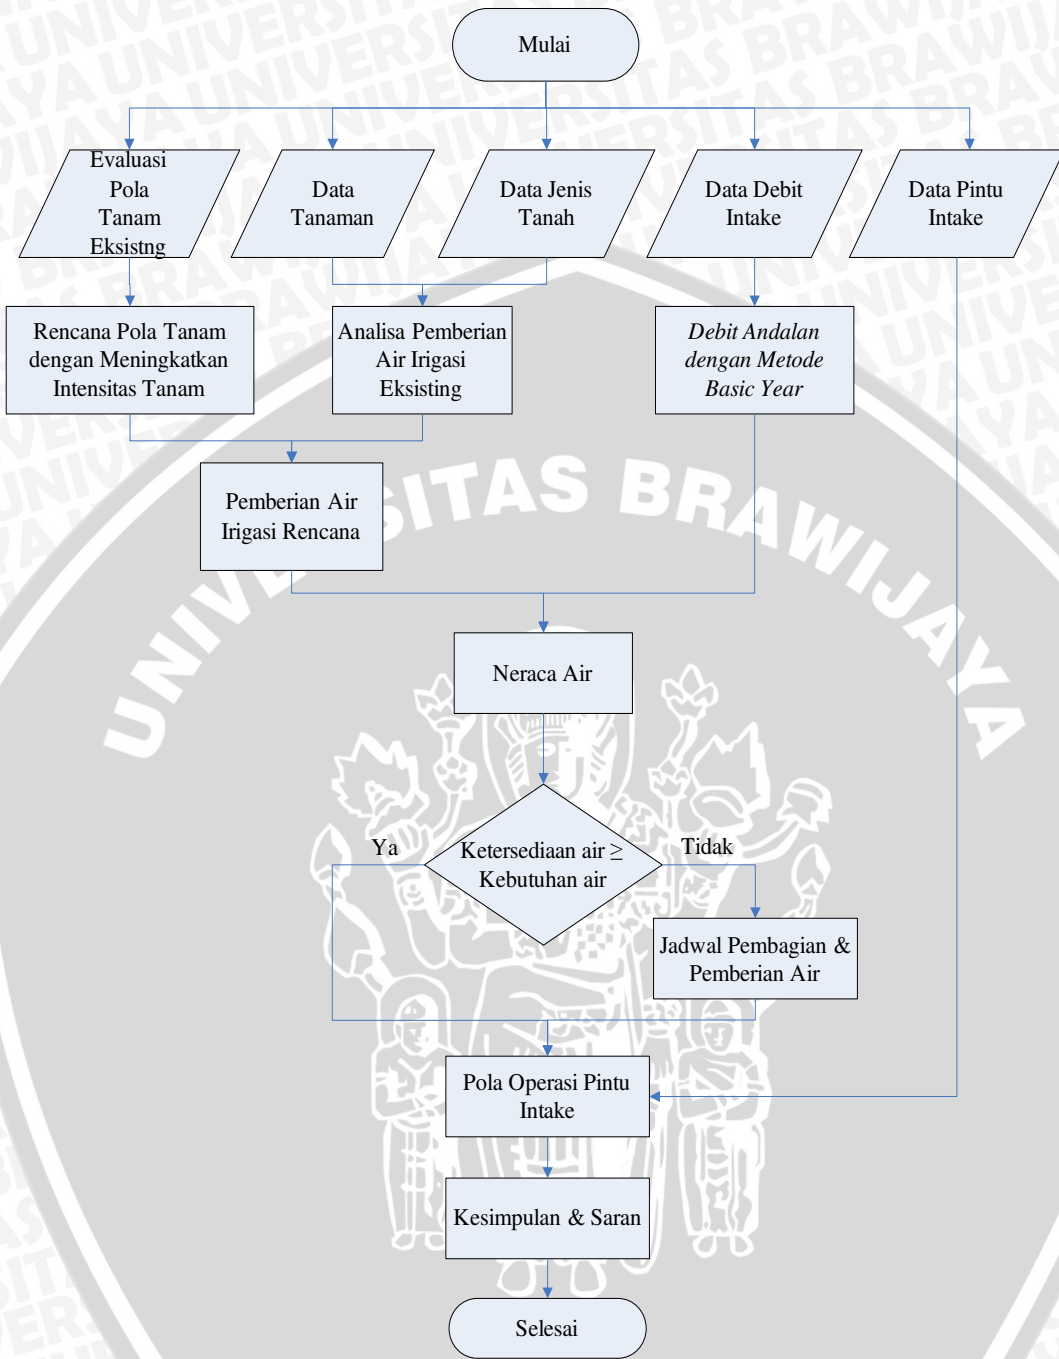 Mulai
Evaluasi
Pola
Tanam
Eksistng
Data
Tanaman
Data Jenis
Tanah
Data Debit
Intake
Data Pintu
Intake
Rencana Pola Tanam
dengan Meningkatkan
Intensitas Tanam
Analisa Pemberian
Air Irigasi
Eksisting
Debit Andalan
dengan Metode
Basic Year
Pemberian Air
Irigasi Rencana
UNIVERSITAS BRAWIJAYA
Neraca Air
Ya
Ketersediaan air ≥
Kebutuhan air
Tidak
Jadwal Pembagian &
Pemberian Air
Pola Operasi Pintu
Intake
Kesimpulan & Saran
Selesai